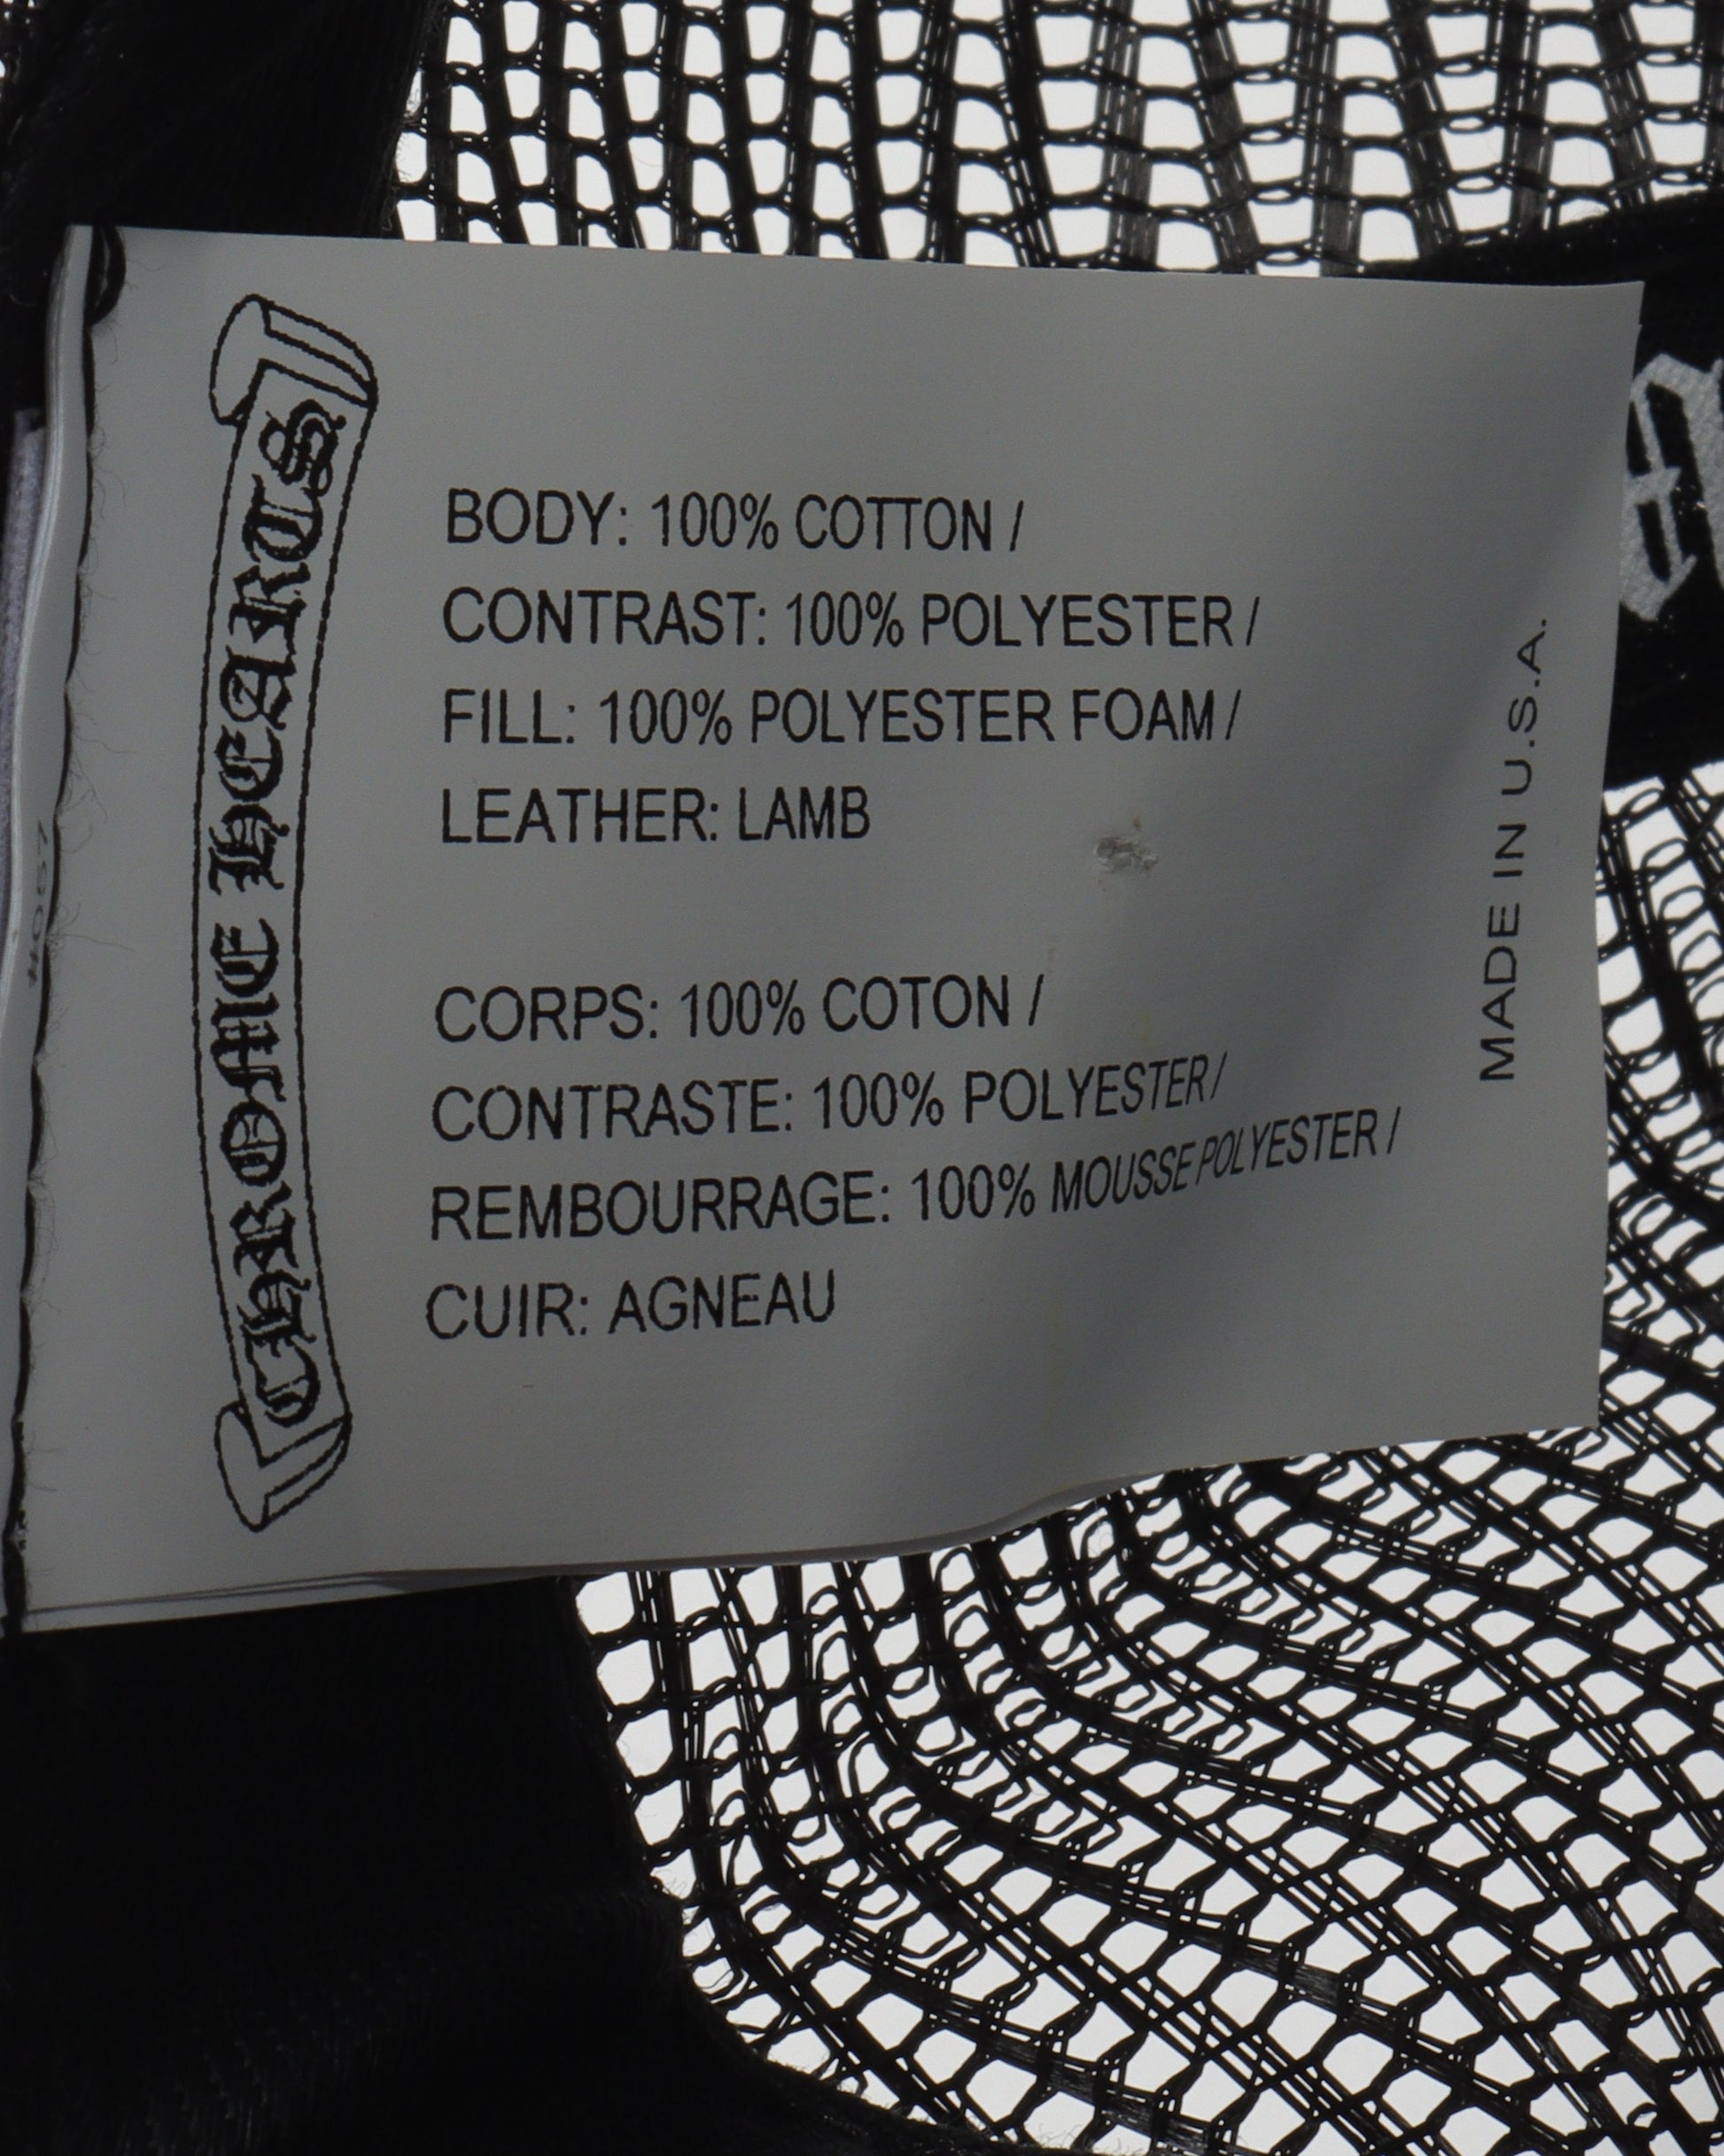 CHROME HEARTS
BODY: 100% COTTON /
CONTRAST: 100% POLYESTER /
FILL: 100% POLYESTER FOAM /
LEATHER: LAMB
CORPS: 100% COTON /
CONTRASTE: 100% POLYESTER /
REMBOURRAGE: 100% MOUSSE POLYESTER /
CUIR: AGNEAU
MADE IN U.S.A.